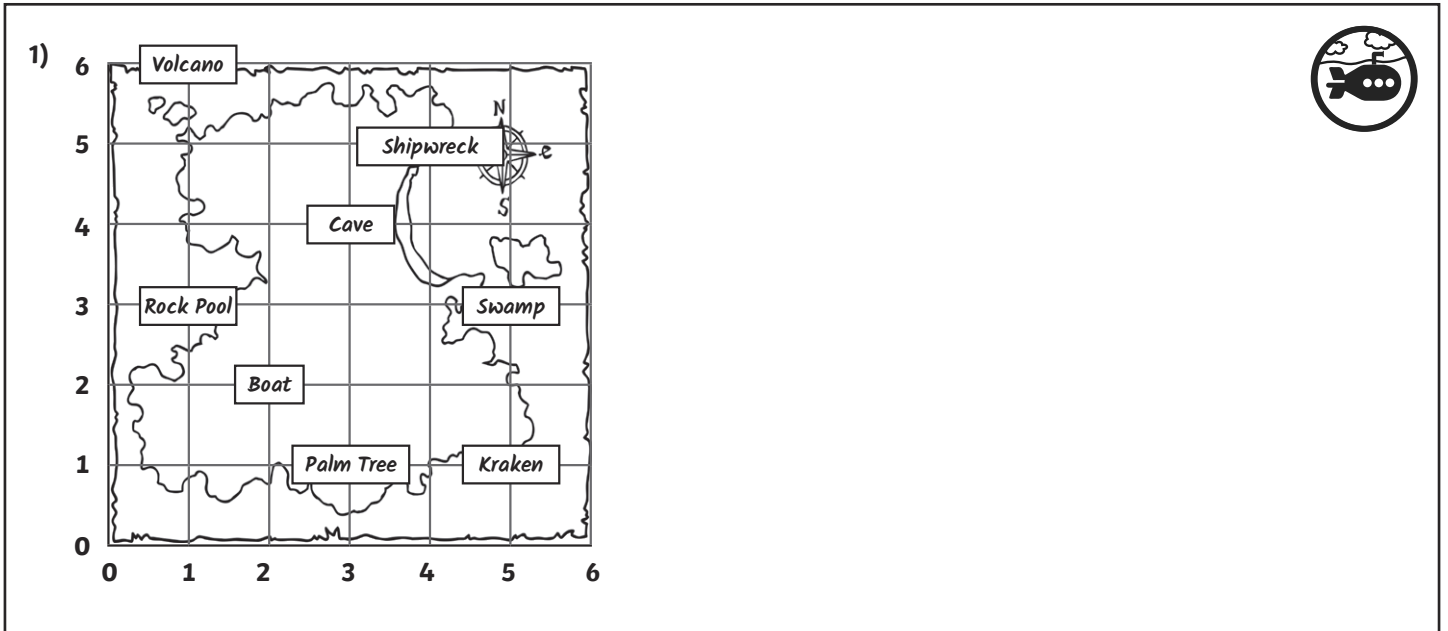 1)
6 Volcano
N
5 Shipwreck e
S
4 Cave
3 Rock Pool Swamp
2 Boat
1 Palm Tree Kraken
0
0 1 2 3 4 5 6